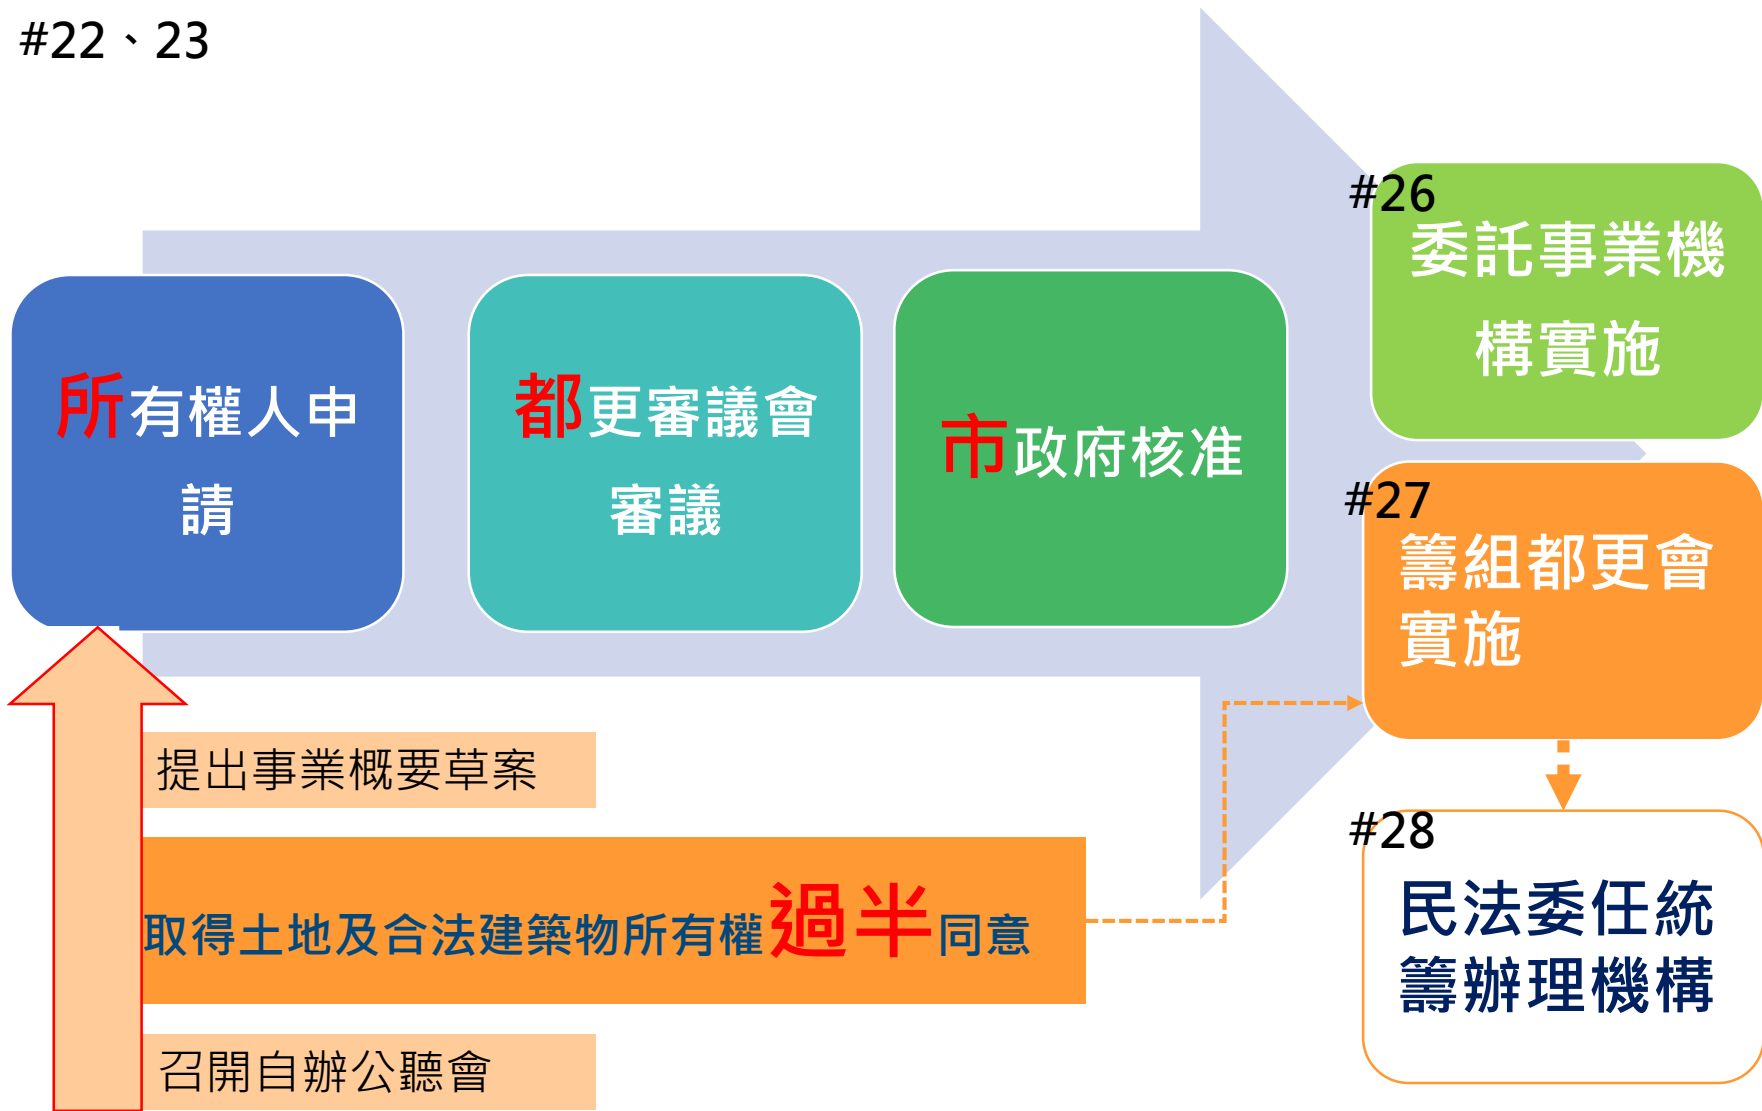 #22、23
所有權人申
請
都更審議會
審議
市政府核准
#26
委託事業機
構實施
#27
籌組都更會
實施
#28
民法委任統
籌辦理機構
提出事業概要草案
取得土地及合法建築物所有權過半同意
召開自辦公聽會